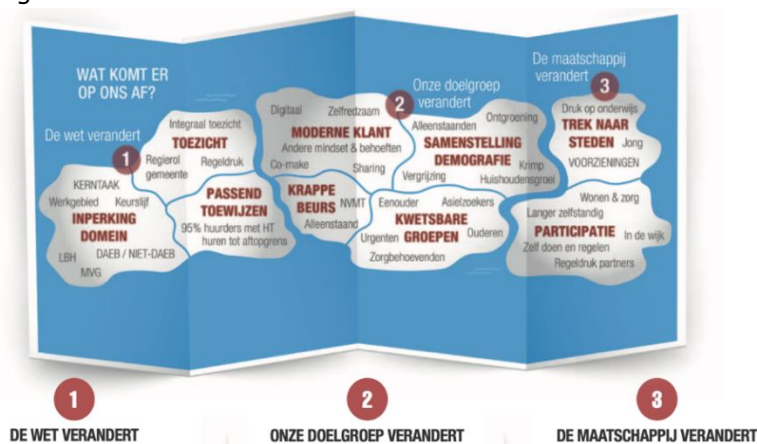 WAT KOMT ER
OP ONS AF?
De wet verandert
1
Integraal toezicht
TOEZICHT
Regierol
gemeente
Regeldruk
KERNTAAK
Werkgebied
Keurslijf
INPERKING
DOMEIN
LBH
DAEB / NIET-DAEB
MVG
PASSEND
TOEWIJZEN
95% huurders met HT
huren tot aftopgrens
Onze doelgroep
verandert
2
Digitaal
Zelfredzaam
MODERNE KLANT
Andere mindset & behoeften
Co-make
Sharing
KRAPPE
BEURS
NVMT
Alleenstaand
Alleenstaanden
Ontgroening
SAMENSTELLING
DEMOGRAFIE
Vergrijzing
Krimp
Huishoudensgroei
Eenouder
Asielzoekers
KWETSBARE
Urgenten GROEPEN
Ouderen
Zorgbehoevenden
De maatschappij
verandert
3
Druk op onderwijs
TREK NAAR
STEDEN
Jong
VOORZIENINGEN
Wonen & zorg
Langer zelfstandig
PARTICIPATIE
In de wijk
Zelf doen en regelen
Regeldruk partners
1
DE WET VERANDERT
2
ONZE DOELGROEP VERANDERT
3
DE MAATSCHAPPIJ VERANDERT